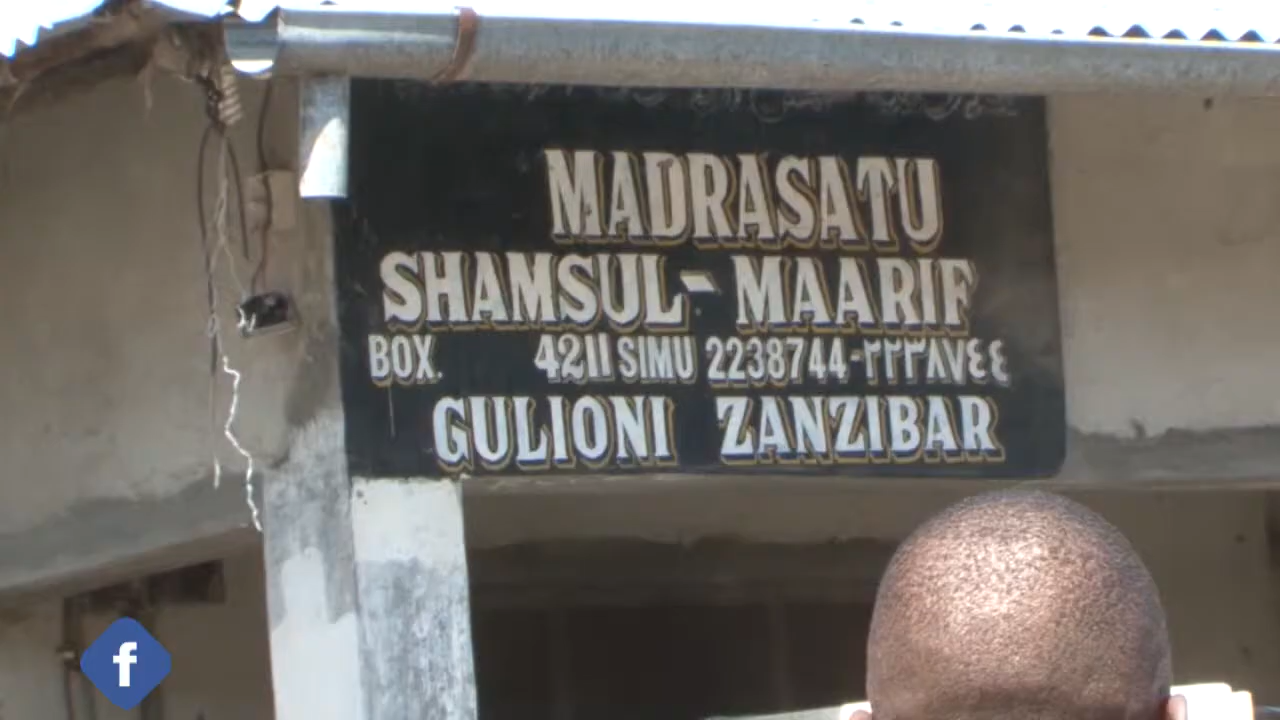 MADRASATU
SHAMSUL-MAARIF
BOX. 4211 SIMU 2238744-٢٢٣٨٧٤٤
GULIONI ZANZIBAR
f